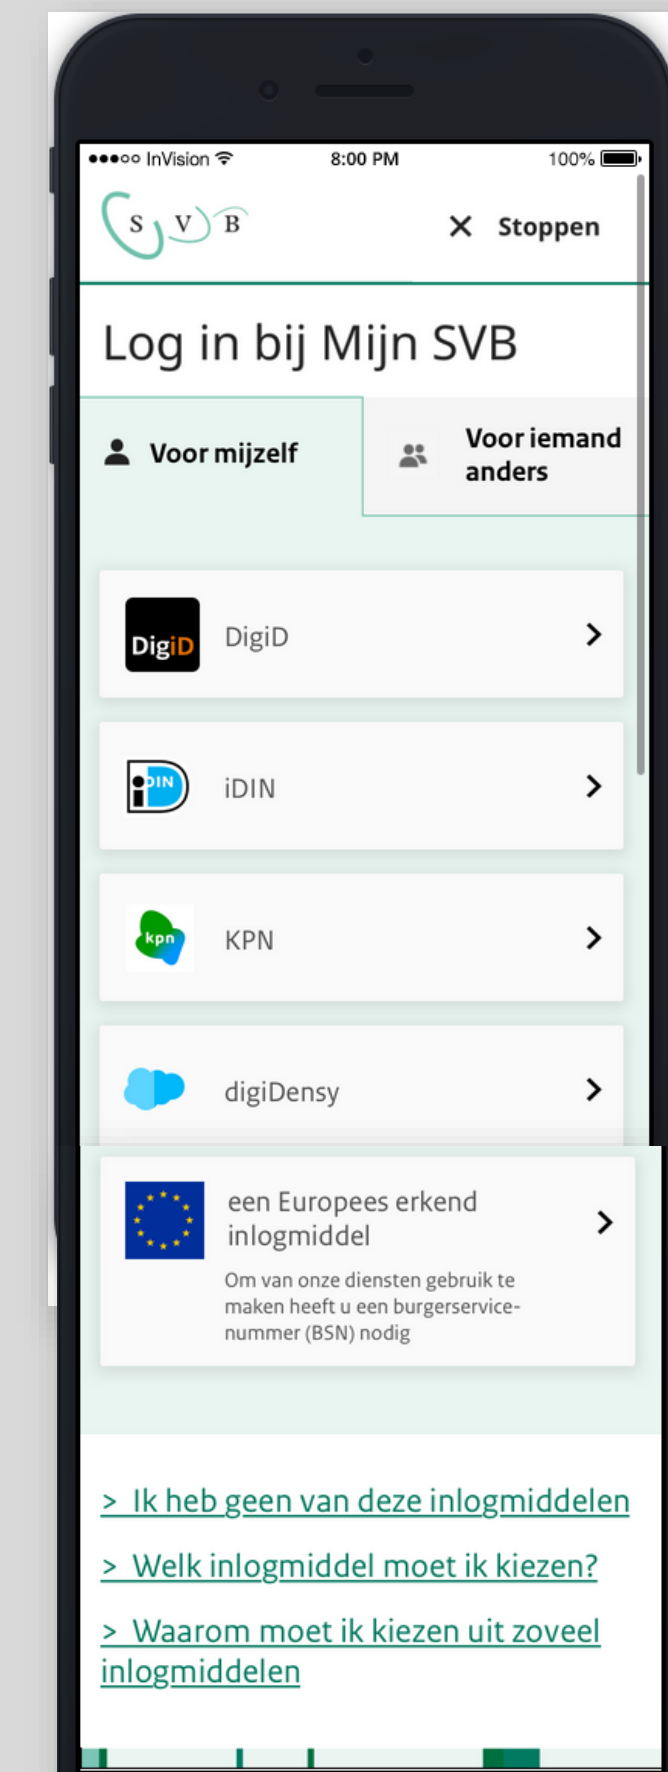 InVision 8:00 PM 100%
S V B
Stoppen
Log in bij Mijn SVB
Voor mijzelf
Voor iemand
anders
DigiD DigiD
iDIN iDIN
kpn KPN
digiDensy
een Europees erkend
inlogmiddel
Om van onze diensten gebruik te
maken heeft u een burgerservice-
nummer (BSN) nodig
> Ik heb geen van deze inlogmiddelen
> Welk inlogmiddel moet ik kiezen?
> Waarom moet ik kiezen uit zoveel
inlogmiddelen